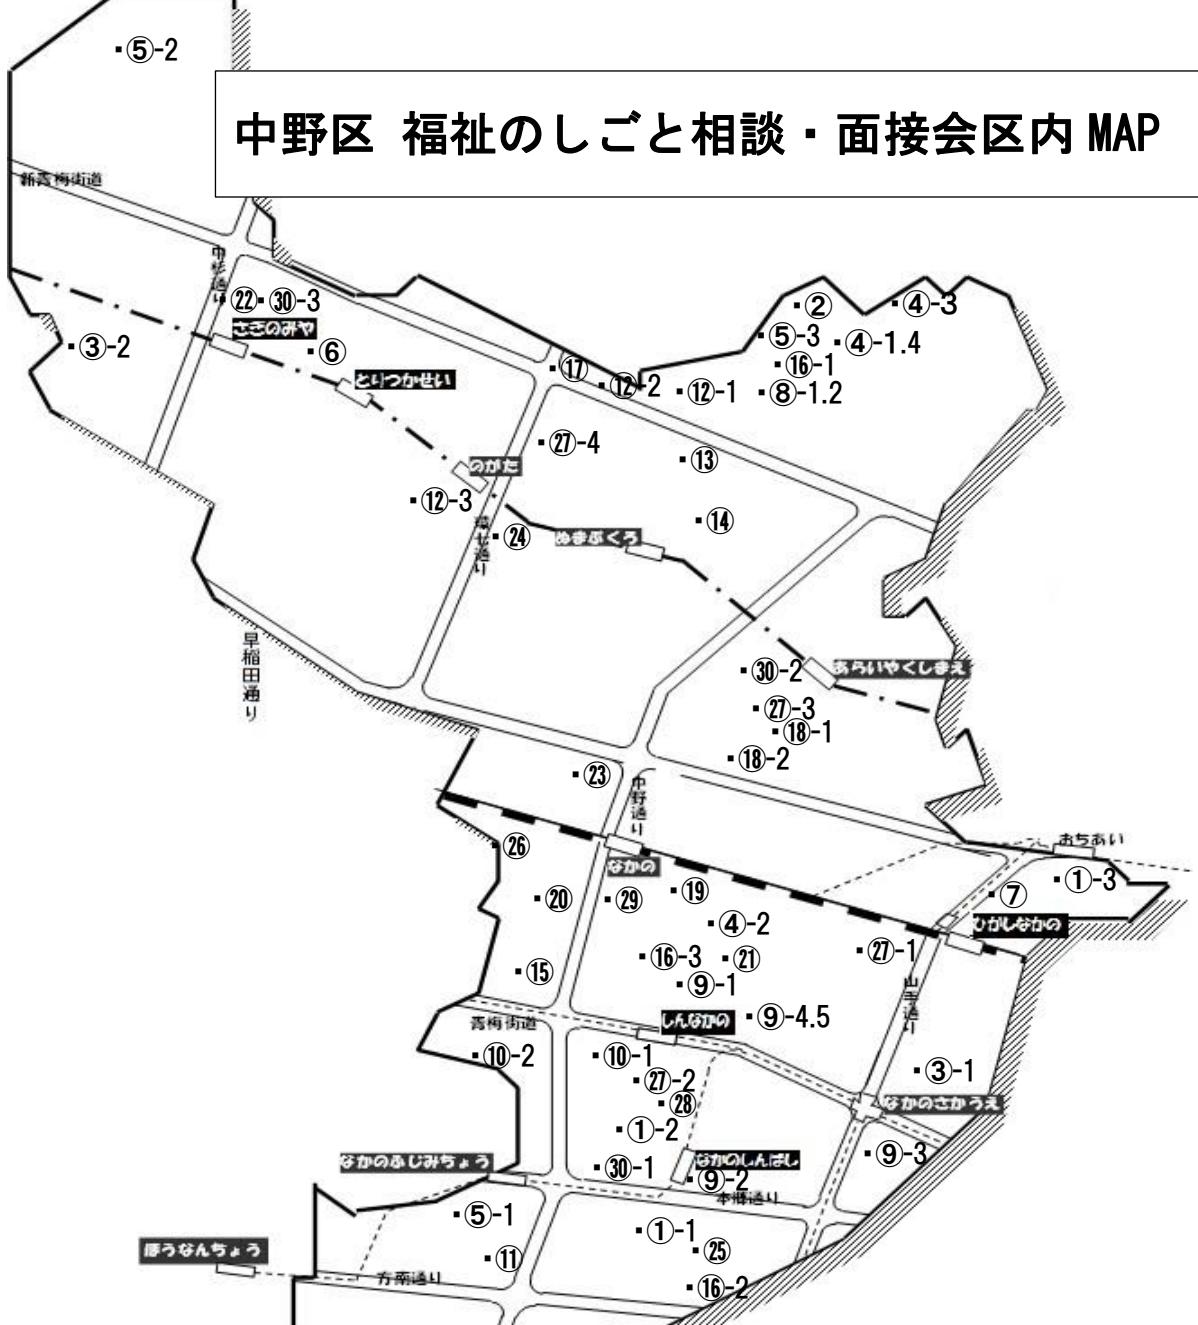 ⑤-2
中野区 福祉のしごと相談・面接会区内 MAP
新青梅街道
中杉通り
㉒ ㉚-3
さぎのみや
③-2
⑥
とりつかせい
②
④-3
⑤-3
④-1.4
⑯-1
⑰
⑫-2
⑫-1
⑧-1.2
㉗-4
⑬
のがた
⑫-3
⑭
環七通り
㉔
ぬまぶくろ
早稲田通り
㉚-2
あらいやくしまえ
㉗-3
⑱-1
⑱-2
㉓
中野通り
おちあい
㉖
なかの
①-3
⑳
㉙
⑲
⑦
④-2
ひがしなかの
⑯-3
㉑
㉗-1
⑮
⑨-1
山手通り
青梅街道
しんなかの
⑨-4.5
⑩-2
⑩-1
③-1
㉗-2
㉘
なかのさかうえ
①-2
なかのふじみちょう
㉚-1
なかのしんばし
⑨-3
⑨-2
本郷通り
⑤-1
①-1
ほうなんちょう
⑪
㉕
方南通り
⑯-2